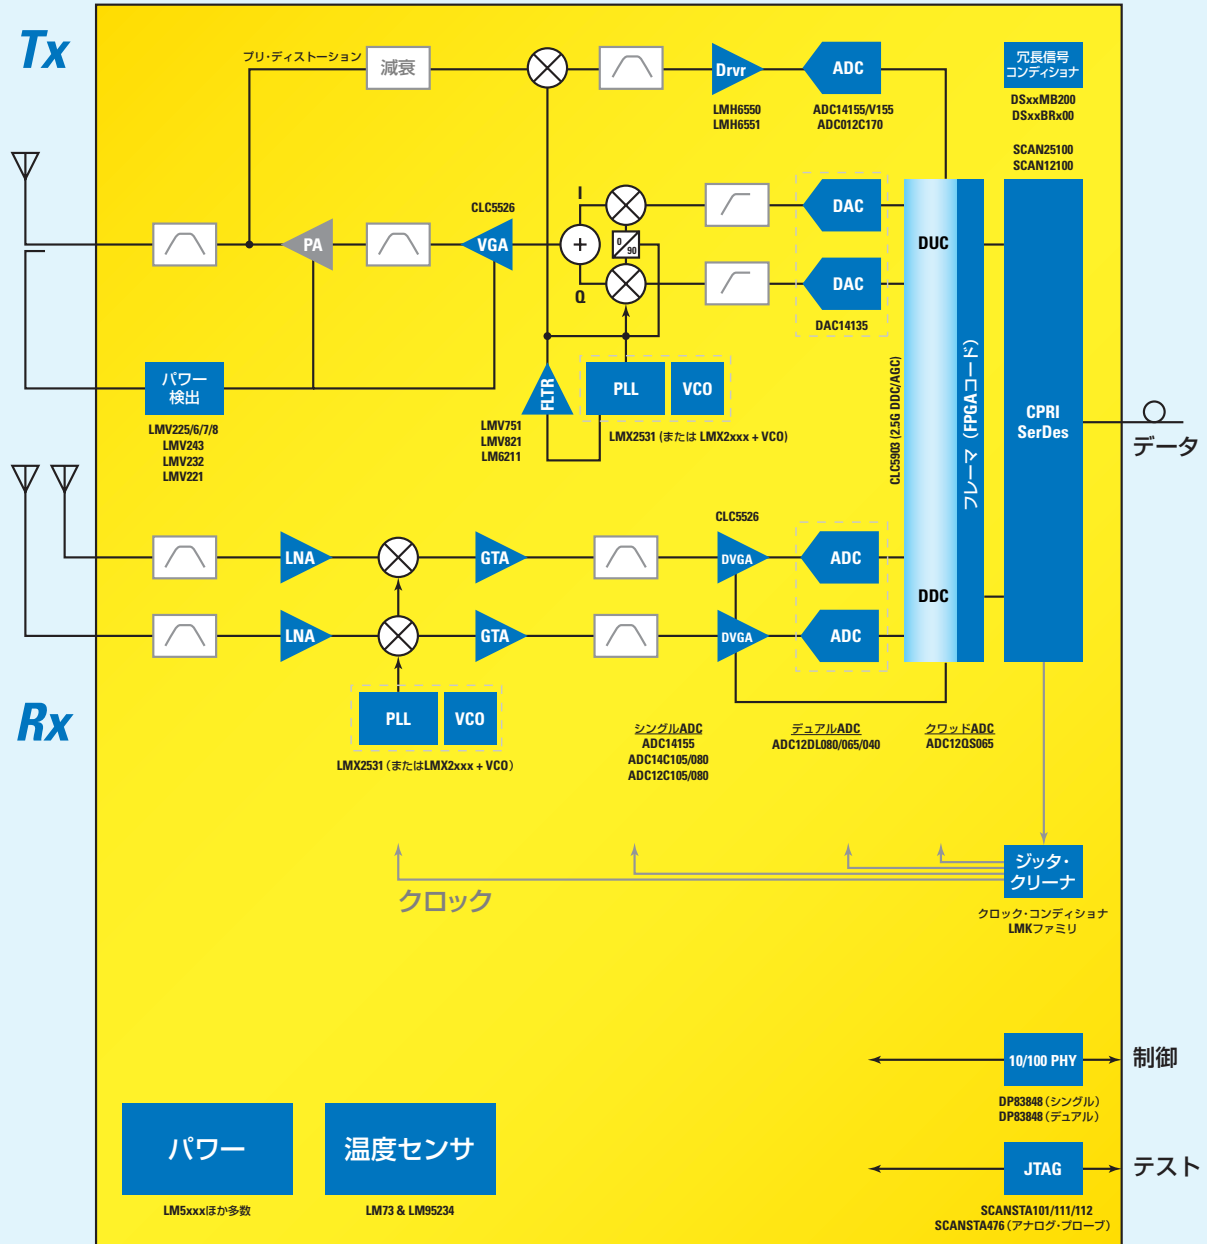 Tx
プリ・ディストーション
減衰
Drvr
LMH6550
LMH6551
ADC
ADC14155/V155
ADC012C170
冗長信号
コンディショナ
DSxxMB200
DSxxBRx00
SCAN25100
SCAN12100
PA
CLC5526
VGA
I
+
Q
0
90
DAC
DAC
DAC14135
DUC
DDC
CLC5903 (2.5G DDC/AGC)
フレーマ（FPGAコード）
CPRI
SerDes
データ
パワー
検出
LMV225/6/7/8
LMV243
LMV232
LMV221
FLTR
LMV751
LMV821
LM6211
PLL
VCO
LMX2531 (または LMX2xxx + VCO)
LNA
GTA
CLC5526
DVGA
ADC
LNA
GTA
DVGA
ADC
Rx
PLL
VCO
LMX2531（またはLMX2xxx + VCO）
シングルADC
ADC14155
ADC14C105/080
ADC12C105/080
デュアルADC
ADC12DL080/065/040
クワッドADC
ADC12QS065
クロック
ジッタ・
クリーナ
クロック・コンディショナ
LMKファミリ
10/100 PHY
制御
DP83848（シングル）
DP83848（デュアル）
JTAG
テスト
SCANSTA101/111/112
SCANSTA476（アナログ・プローブ）
パワー
LM5xxxほか多数
温度センサ
LM73 & LM95234